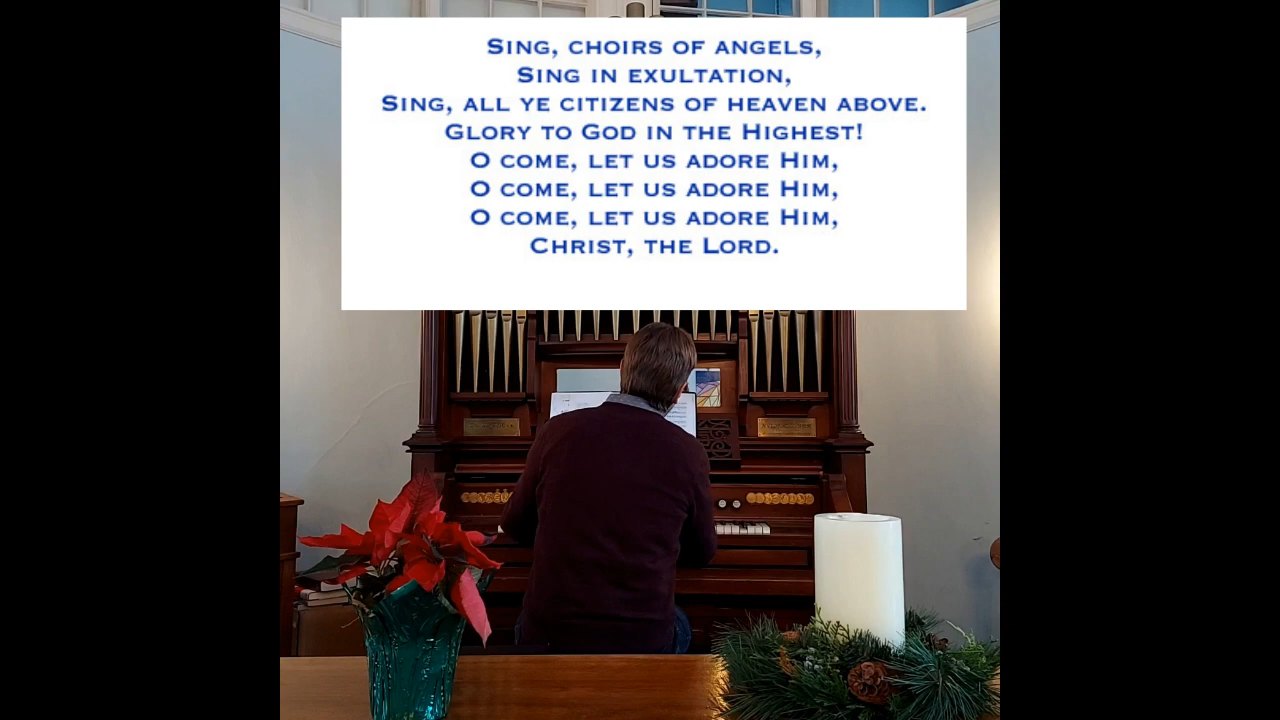 Sing, choirs of angels,
Sing in exultation,
Sing, all ye citizens of heaven above.
Glory to God in the Highest!
O come, let us adore Him,
O come, let us adore Him,
O come, let us adore Him,
Christ, the Lord.